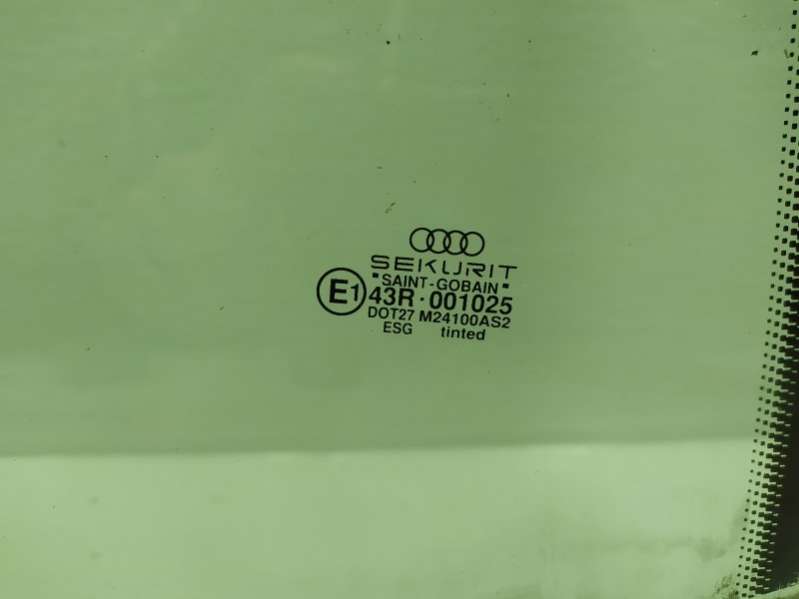 SEKURIT
"SAINT-GOBAIN"
E1 43R·001025
DOT27 M24100AS2
ESG tinted